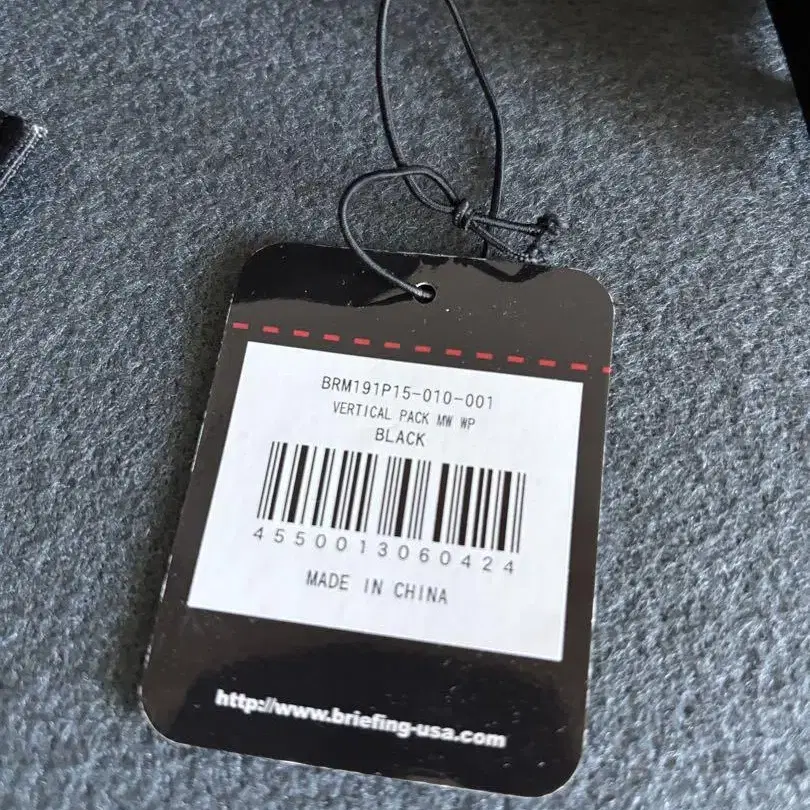 BRM191P15-010-001
VERTICAL PACK MW WP
BLACK
4550013060424
MADE IN CHINA
http://www.briefing-usa.com